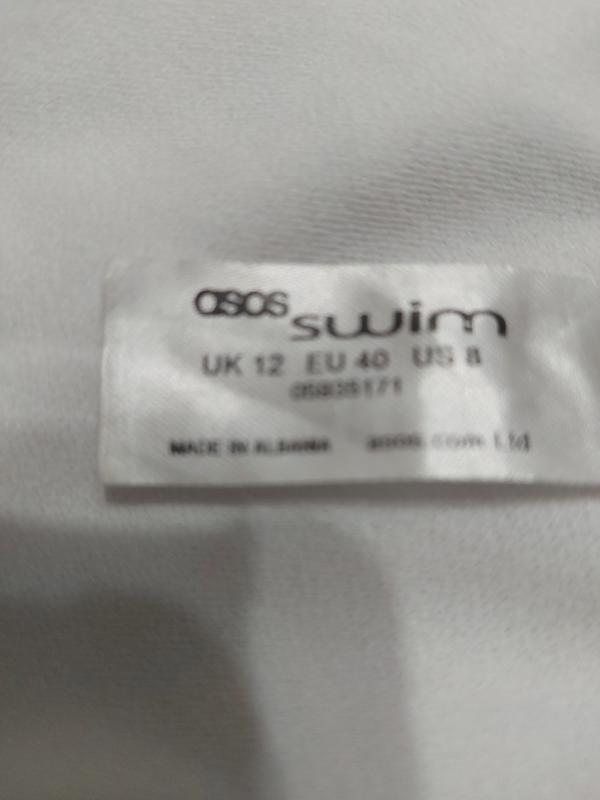 asos swim
UK 12 EU 40 US 8
MADE IN ALBANIA asos.com Ltd